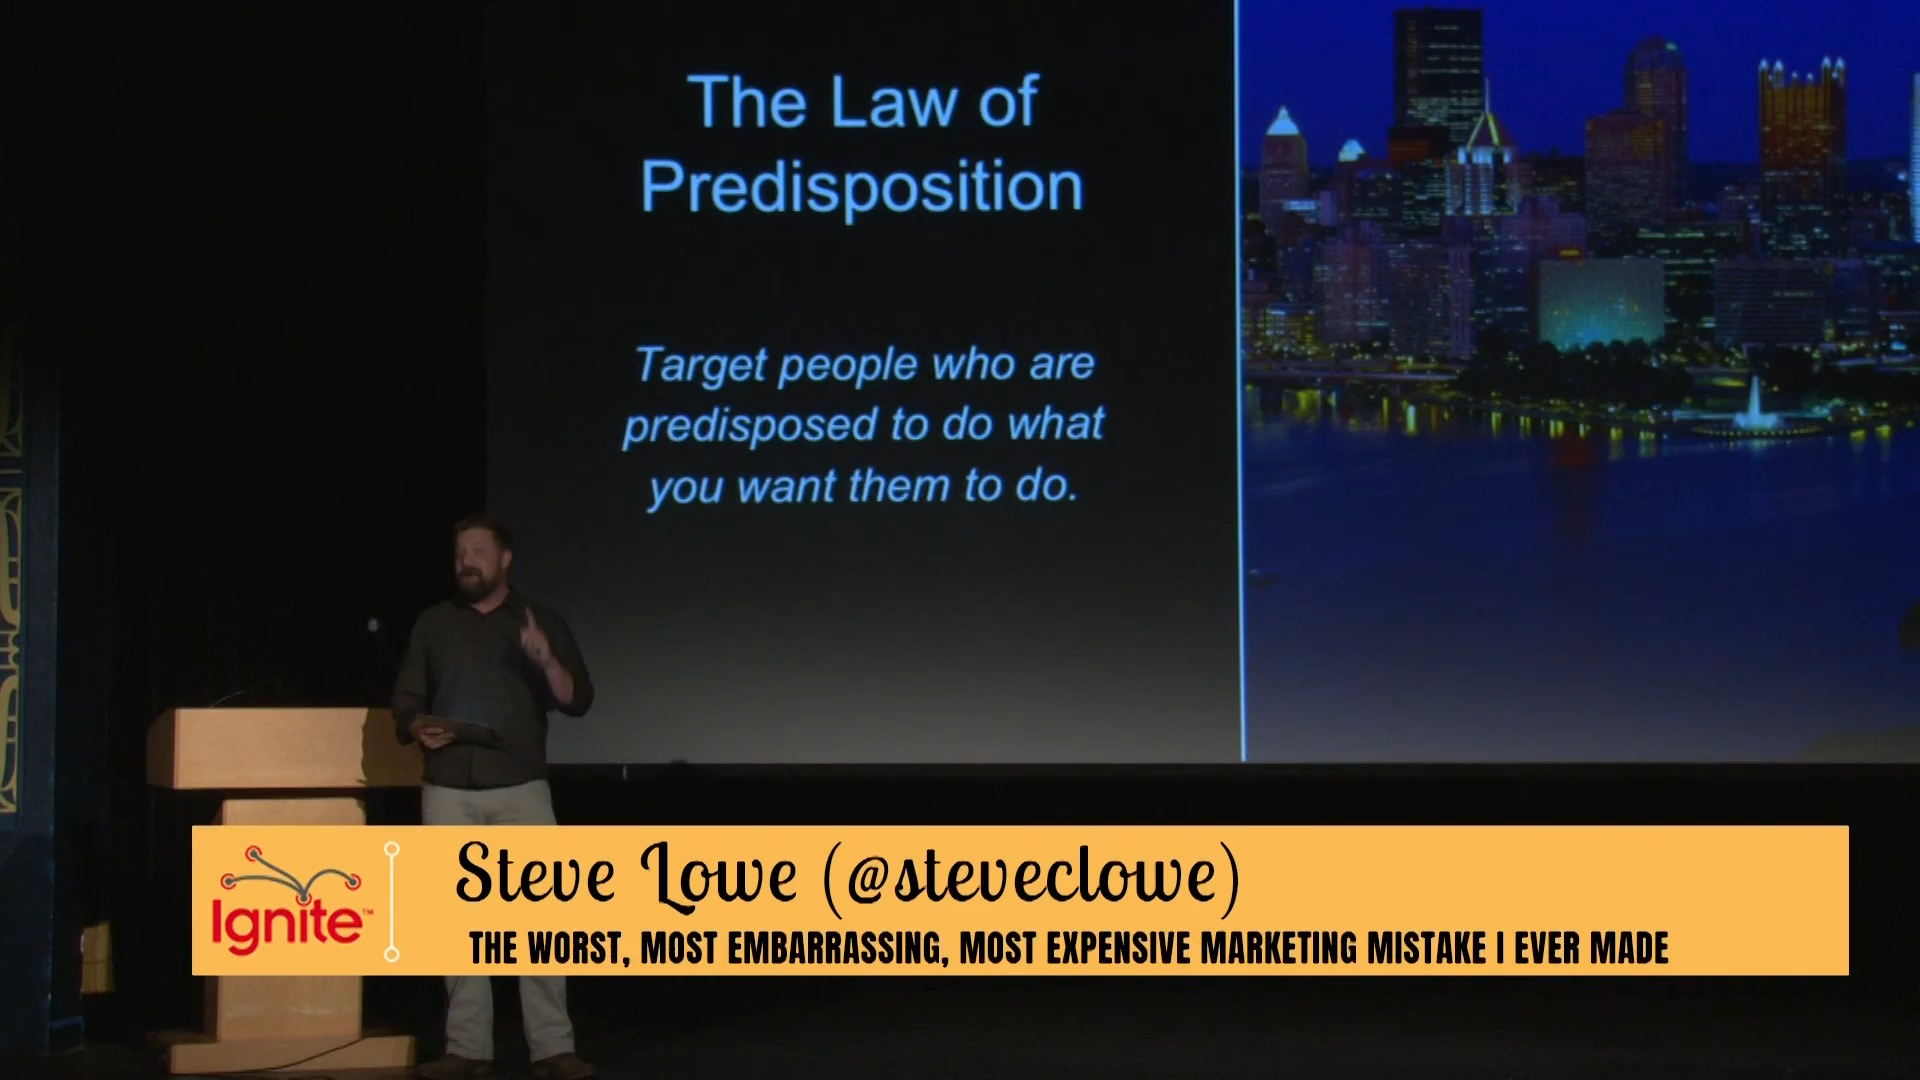 The Law of
Predisposition
Target people who are
predisposed to do what
you want them to do.
Steve Lowe (@steveclowe)
Ignite™
THE WORST, MOST EMBARRASSING, MOST EXPENSIVE MARKETING MISTAKE I EVER MADE